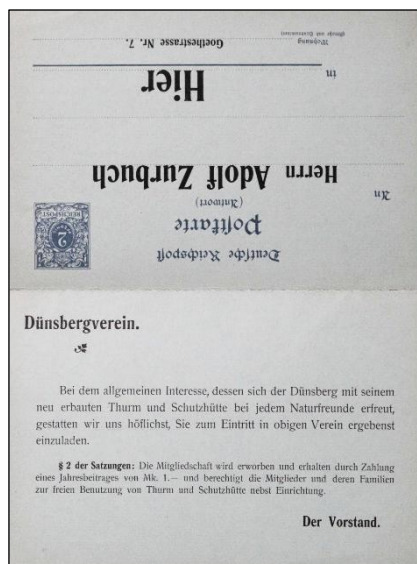 Deutsche Reichspost
Postkarte
(Antwort)
2
REICHSPOST
An
Herrn Adolf Zurbuch
in
Hier
Wohnung
Goethestrasse Nr. 7.
Dünsbergverein.
Bei dem allgemeinen Interesse, dessen sich der Dünsberg mit seinem
neu erbauten Thurm und Schutzhütte bei jedem Naturfreunde erfreut,
gestatten wir uns höflichst, Sie zum Eintritt in obigen Verein ergebenst
einzuladen.
§ 2 der Satzungen: Die Mitgliedschaft wird erworben und erhalten durch Zahlung
eines Jahresbeitrages von Mk. 1.— und berechtigt die Mitglieder und deren Familien
zur freien Benutzung von Thurm und Schutzhütte nebst Einrichtung.
Der Vorstand.